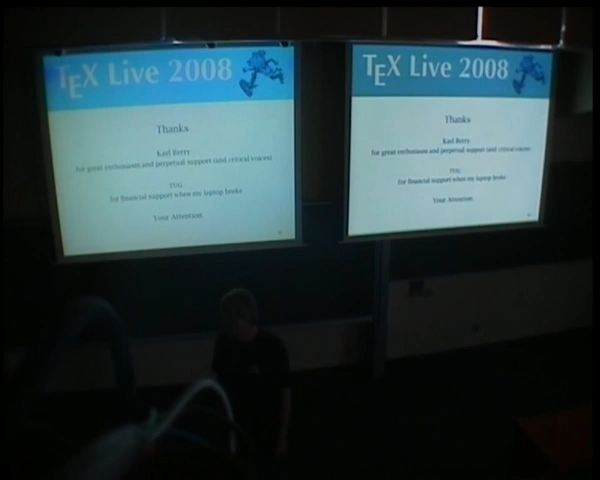 TEX Live 2008
Thanks
Karl Berry
for great enthusiasm and perpetual support (and critical voices)
TUG
for financial support when my laptop broke
Your Attention
TEX Live 2008
Thanks
Karl Berry
for great enthusiasm and perpetual support (and critical voices)
TUG
for financial support when my laptop broke
Your Attention